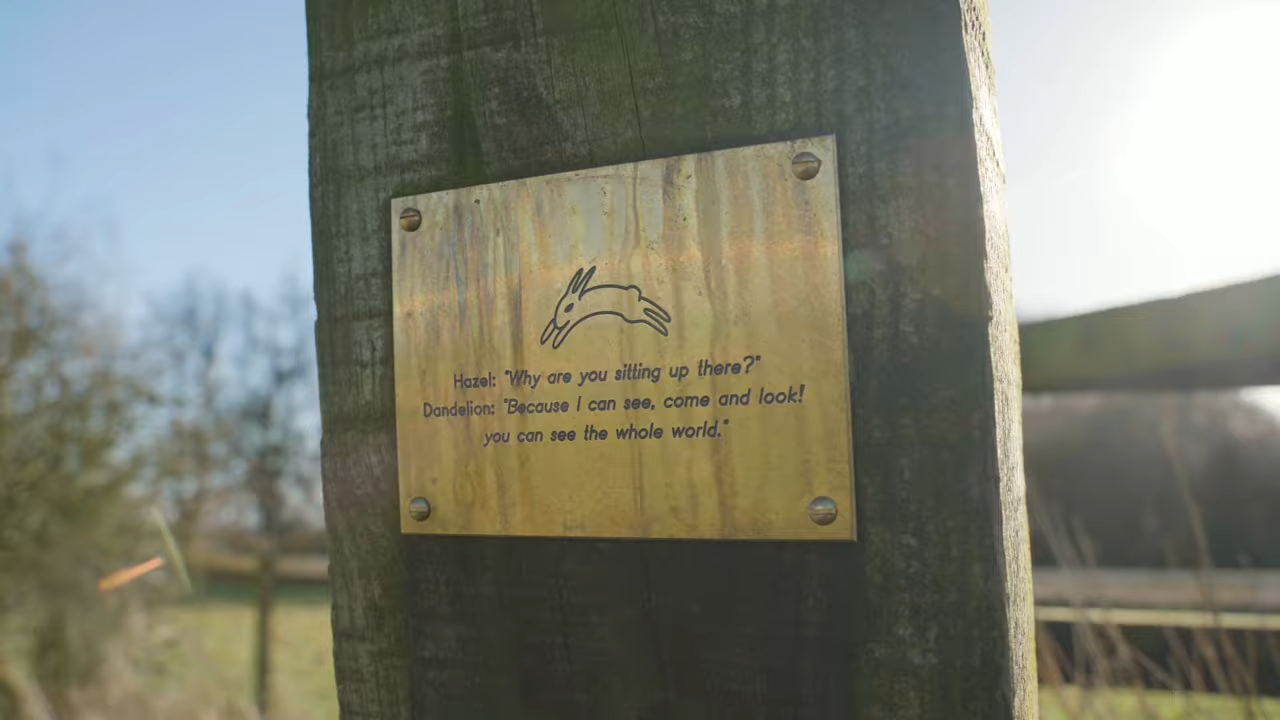 Hazel: "Why are you sitting up there?"
Dandelion: "Because I can see, come and look!
you can see the whole world."